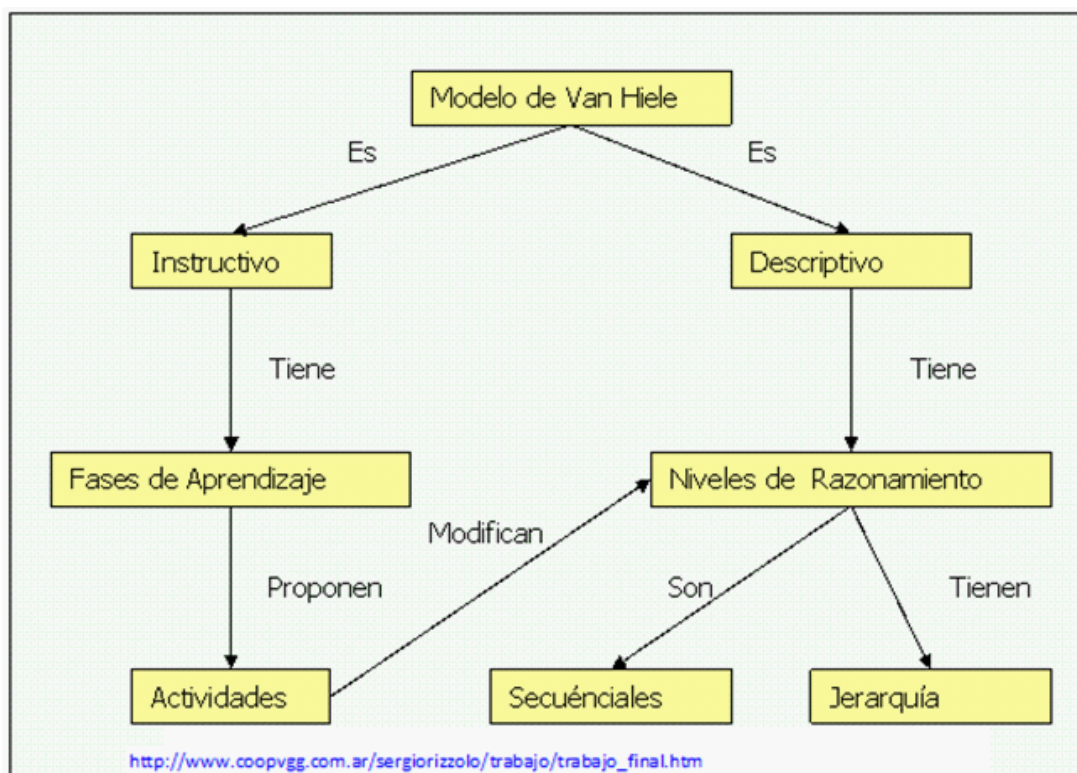 Modelo de Van Hiele
Es
Es
Instructivo
Descriptivo
Tiene
Tiene
Fases de Aprendizaje
Niveles de Razonamiento
Modifican
Proponen
Son
Tienen
Actividades
Secuénciales
Jerarquía
http://www.coopvgg.com.ar/sergiorizzolo/trabajo/trabajo_final.htm